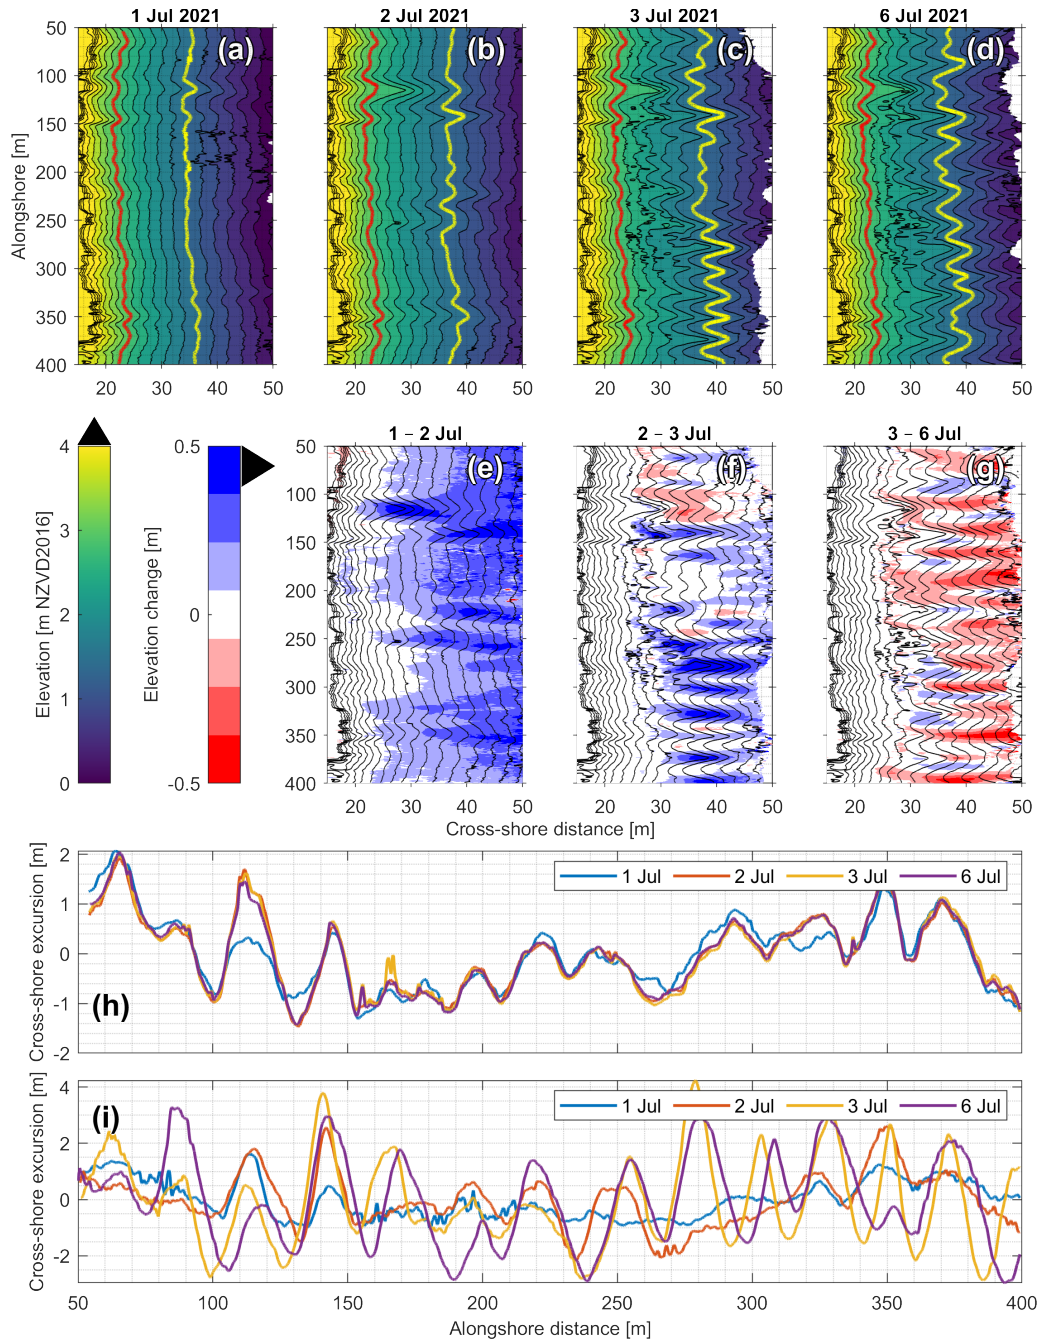 1 Jul 2021
2 Jul 2021
3 Jul 2021
6 Jul 2021
(a)
(b)
(c)
(d)
Alongshore [m]
50
100
150
200
250
300
350
400
20 30 40 50
20 30 40 50
20 30 40 50
20 30 40 50
Elevation [m NZVD2016]
4
3
2
1
0
Elevation change [m]
0.5
0
-0.5
1 – 2 Jul
2 – 3 Jul
3 – 6 Jul
(e)
(f)
(g)
50
100
150
200
250
300
350
400
20 30 40 50
20 30 40 50
20 30 40 50
Cross-shore distance [m]
Cross-shore excursion [m]
2
1
0
-1
-2
(h)
1 Jul 2 Jul 3 Jul 6 Jul
Cross-shore excursion [m]
4
2
0
-2
(i)
1 Jul 2 Jul 3 Jul 6 Jul
50 100 150 200 250 300 350 400
Alongshore distance [m]